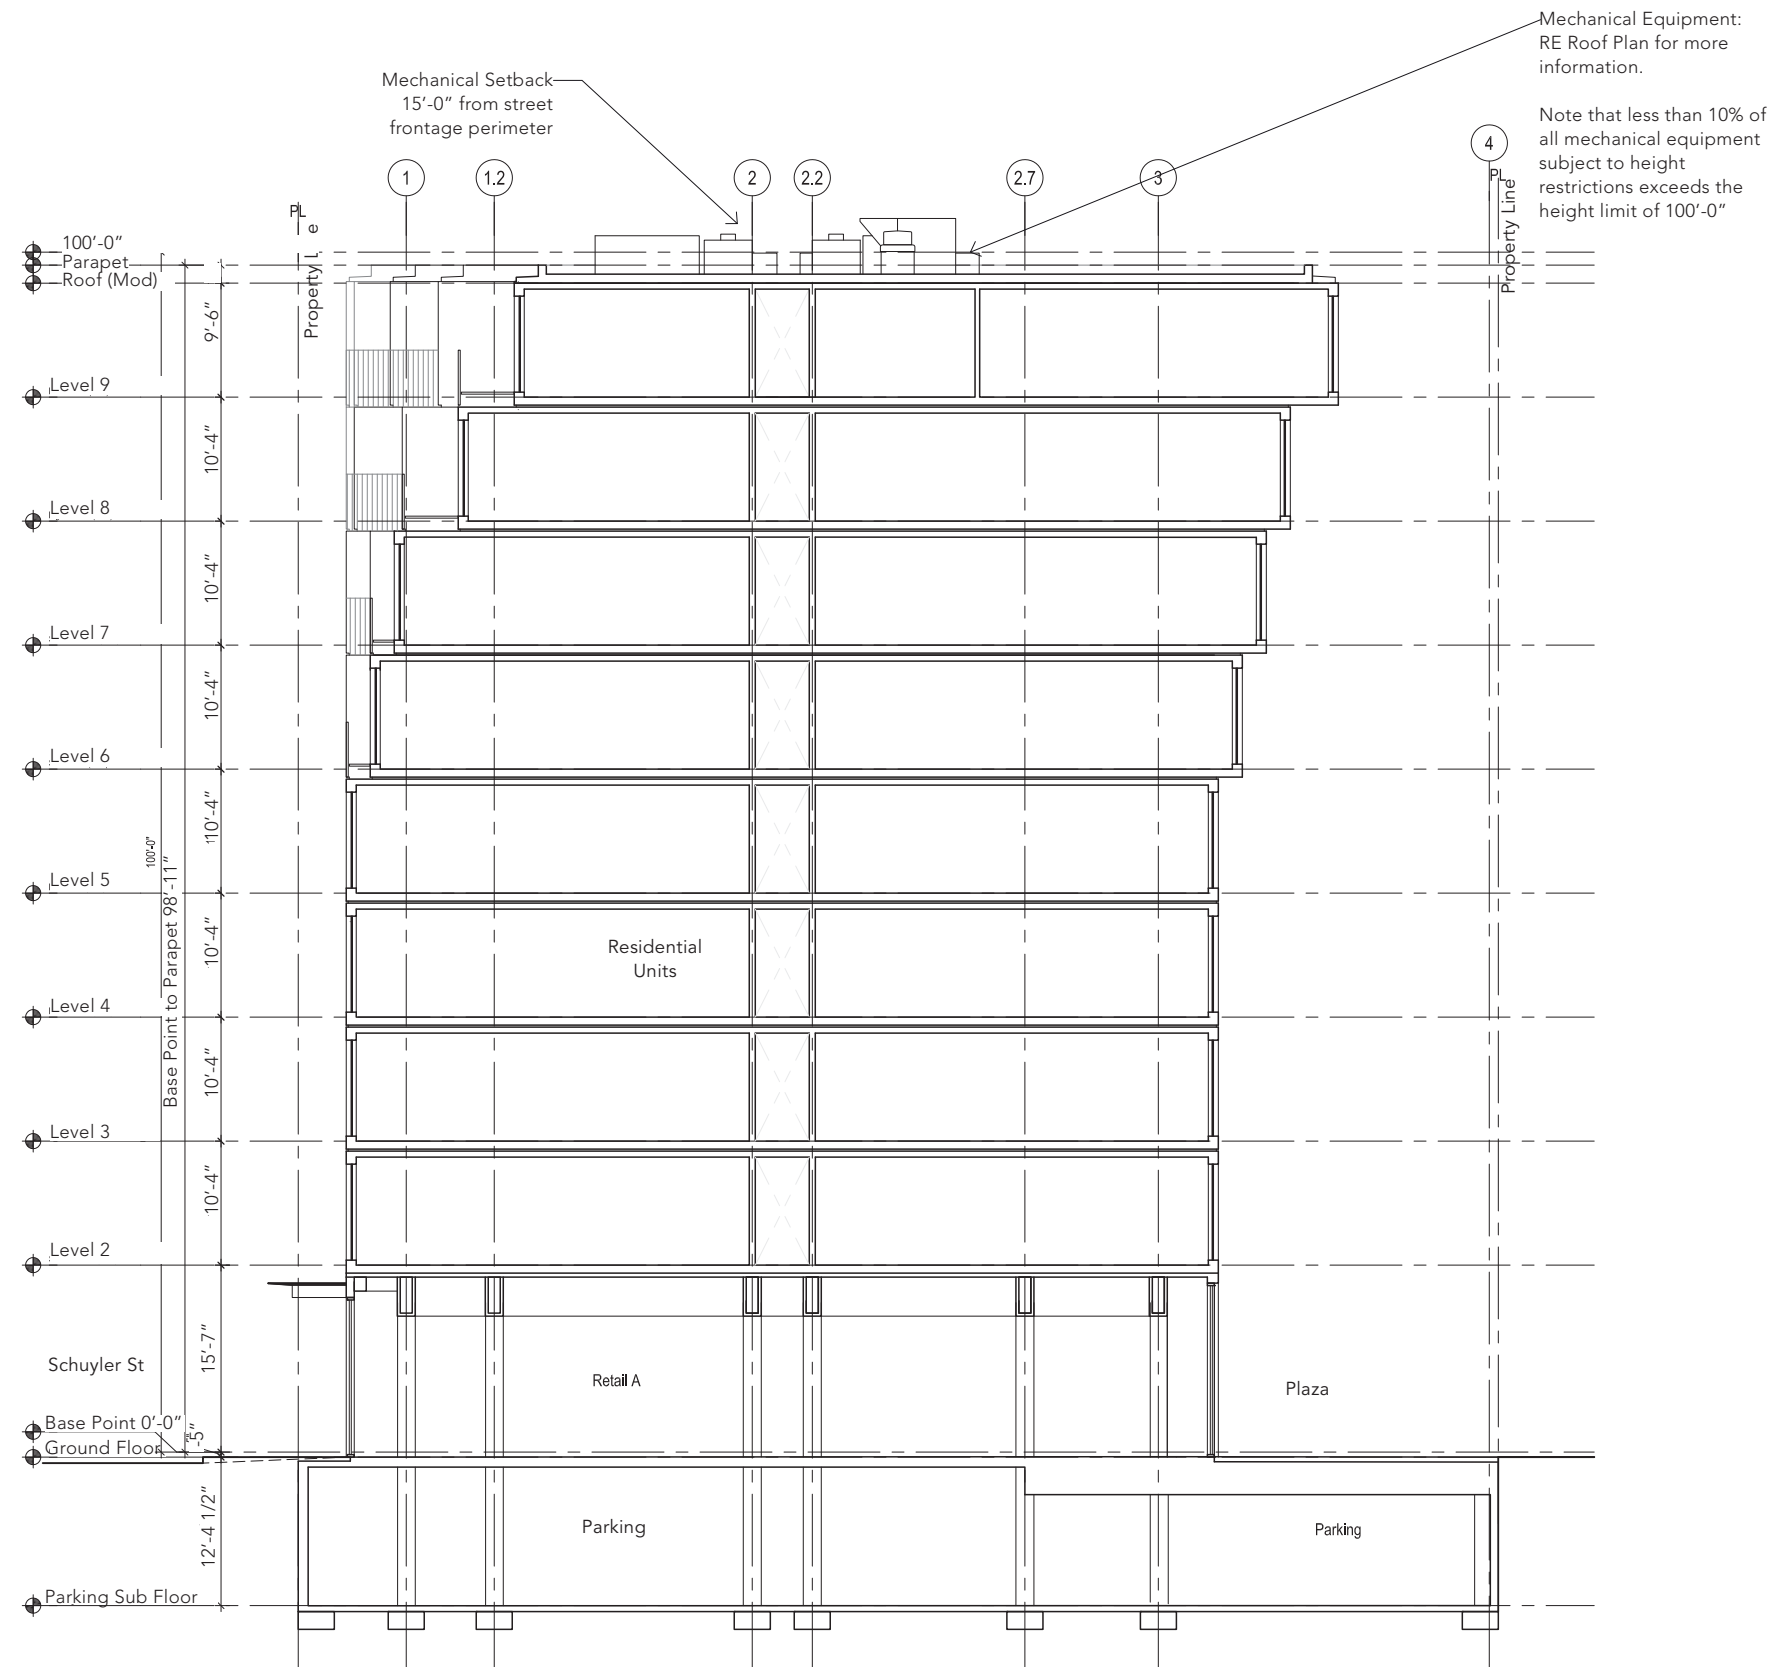 Mechanical Equipment:
RE Roof Plan for more
information.
Note that less than 10% of
all mechanical equipment
subject to height
restrictions exceeds the
height limit of 100'-0"
Mechanical Setback
15'-0" from street
frontage perimeter
1
1.2
2
2.2
2.7
3
4
PL
Property Line
PL
Property l e
100'-0"
Parapet
Roof (Mod)
9'-6"
Level 9
10'-4"
Level 8
10'-4"
Level 7
10'-4"
Level 6
10'-4"
Level 5
10'-4"
Level 4
10'-4"
Level 3
10'-4"
Level 2
100'-0"
Base Point to Parapet 98'-11"
Residential
Units
15'-7"
Schuyler St
Retail A
Plaza
Base Point 0'-0"
Ground Floor
12'-4 1/2"
Parking
Parking
Parking Sub Floor